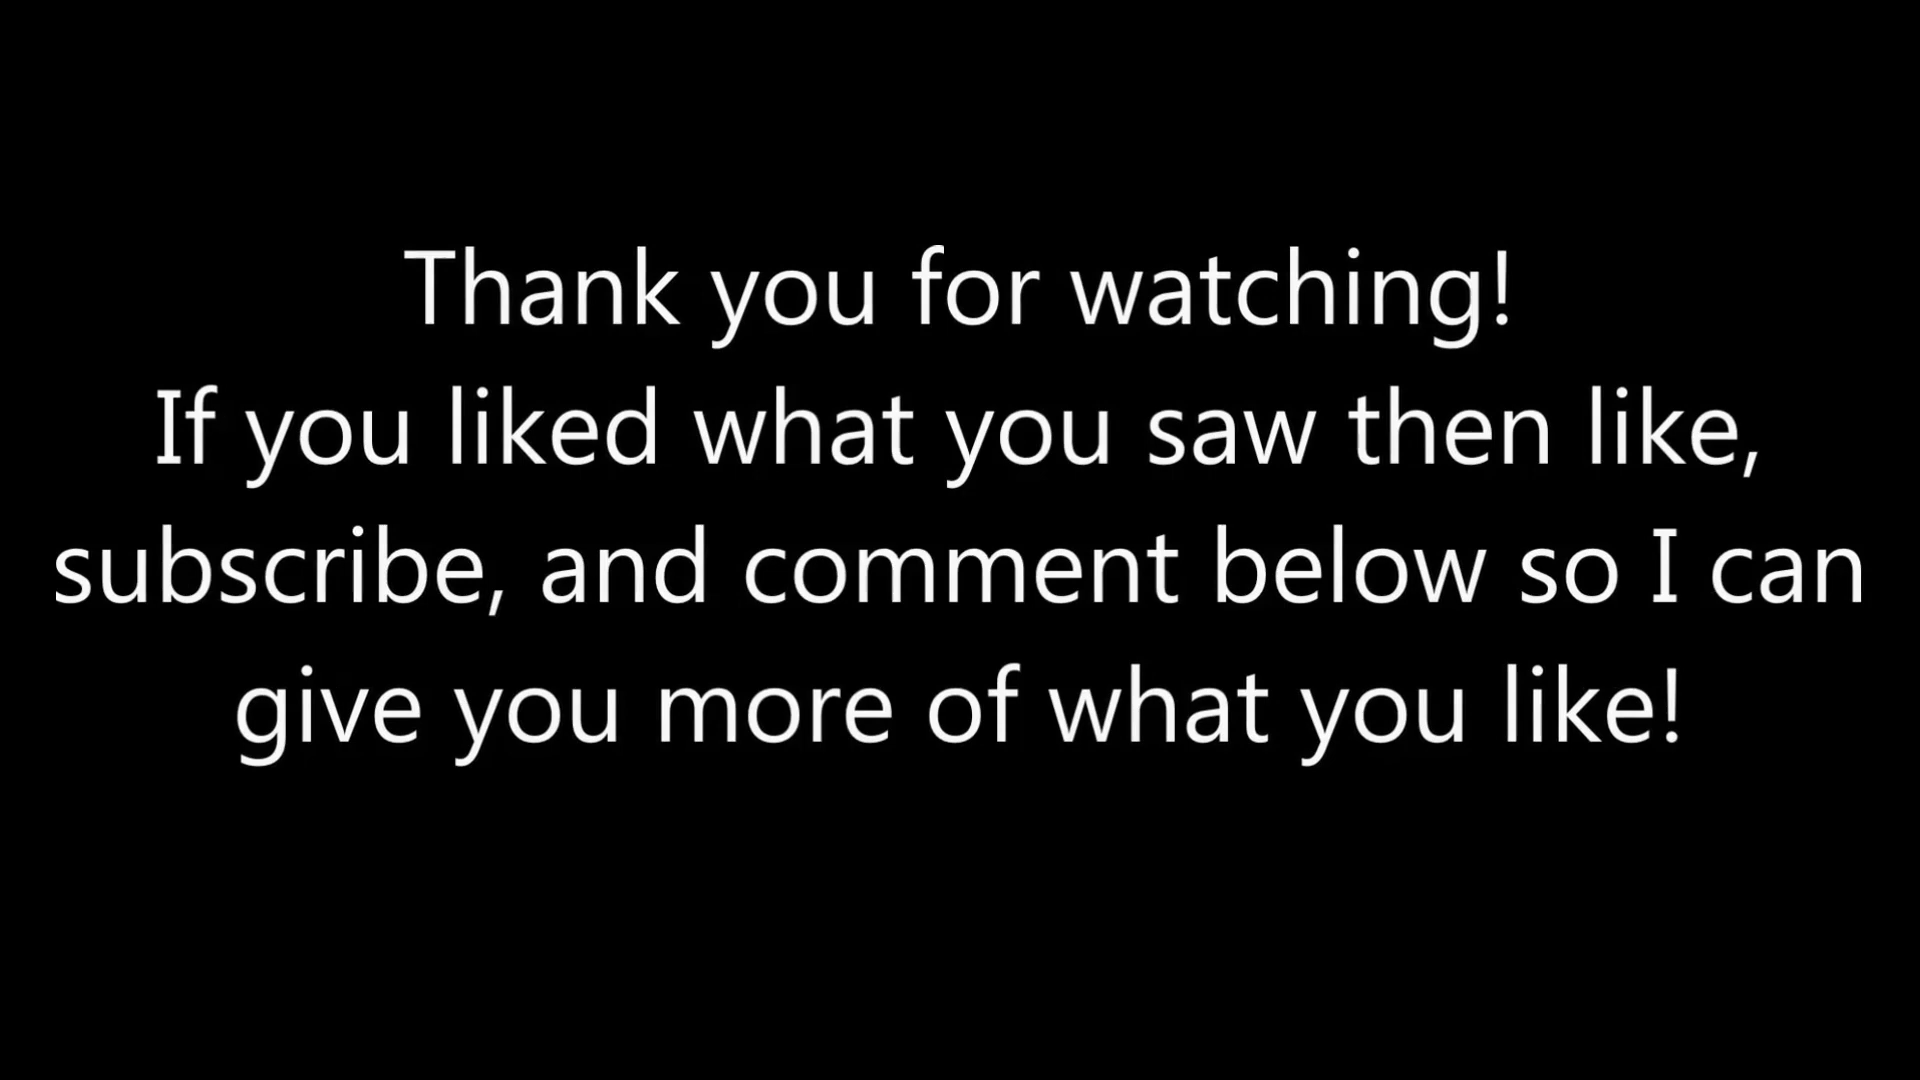 Thank you for watching!
If you liked what you saw then like,
subscribe, and comment below so I can
give you more of what you like!